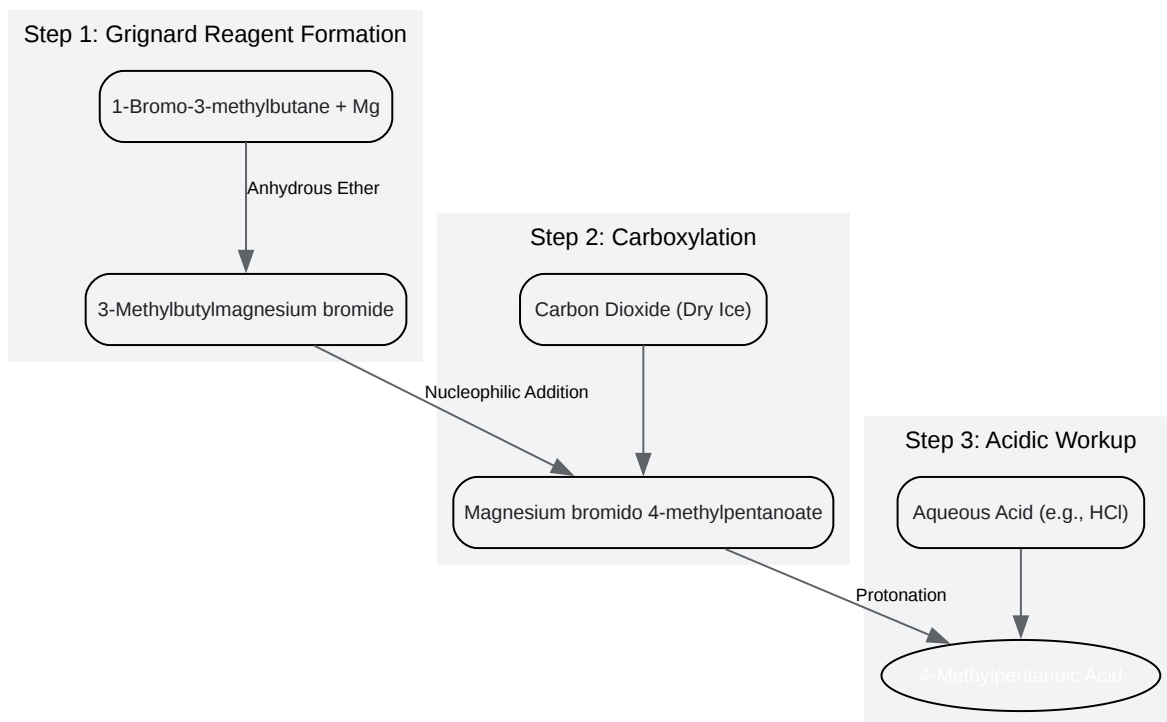 Step 1: Grignard Reagent Formation
1-Bromo-3-methylbutane + Mg
Anhydrous Ether
3-Methylbutylmagnesium bromide
Step 2: Carboxylation
Carbon Dioxide (Dry Ice)
Nucleophilic Addition
Magnesium bromido 4-methylpentanoate
Step 3: Acidic Workup
Aqueous Acid (e.g., HCl)
Protonation
4-Methylpentanoic Acid